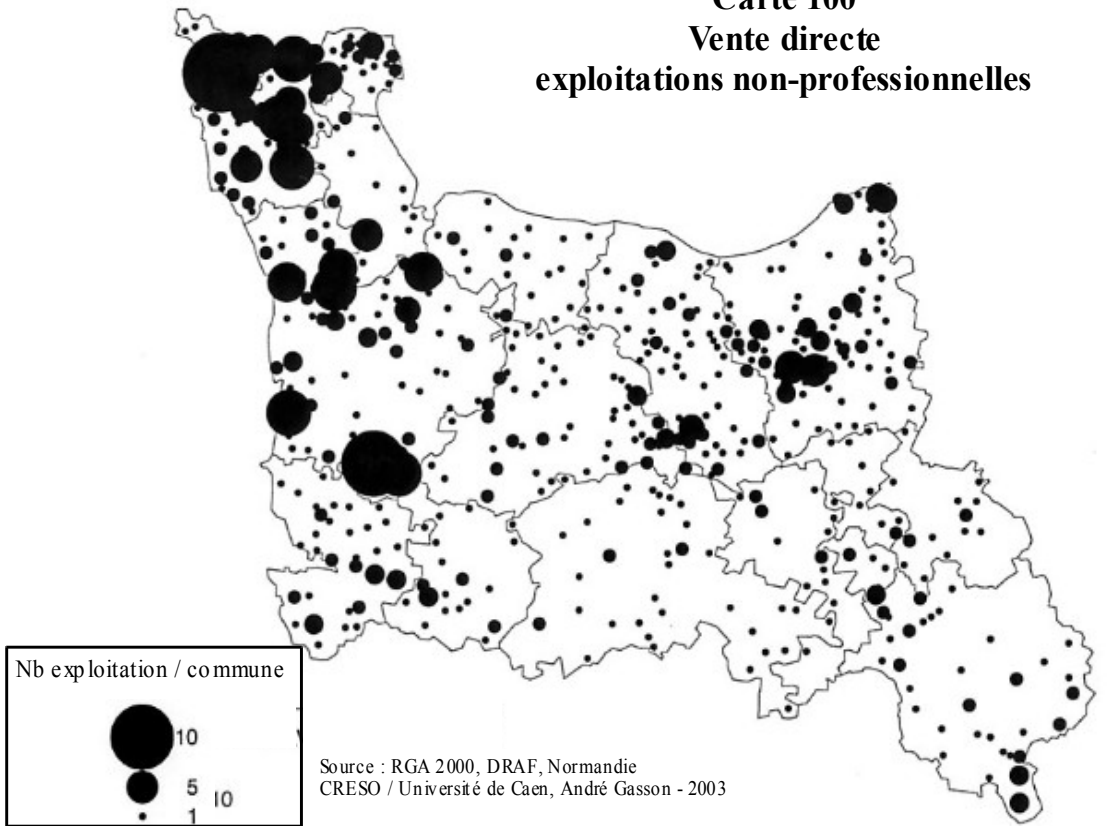 Carte 100
Vente directe
exploitations non-professionnelles
Nb exploitation / commune
10
5
10
1
Source : RGA 2000, DRAF, Normandie
CRESO / Université de Caen, André Gasson - 2003